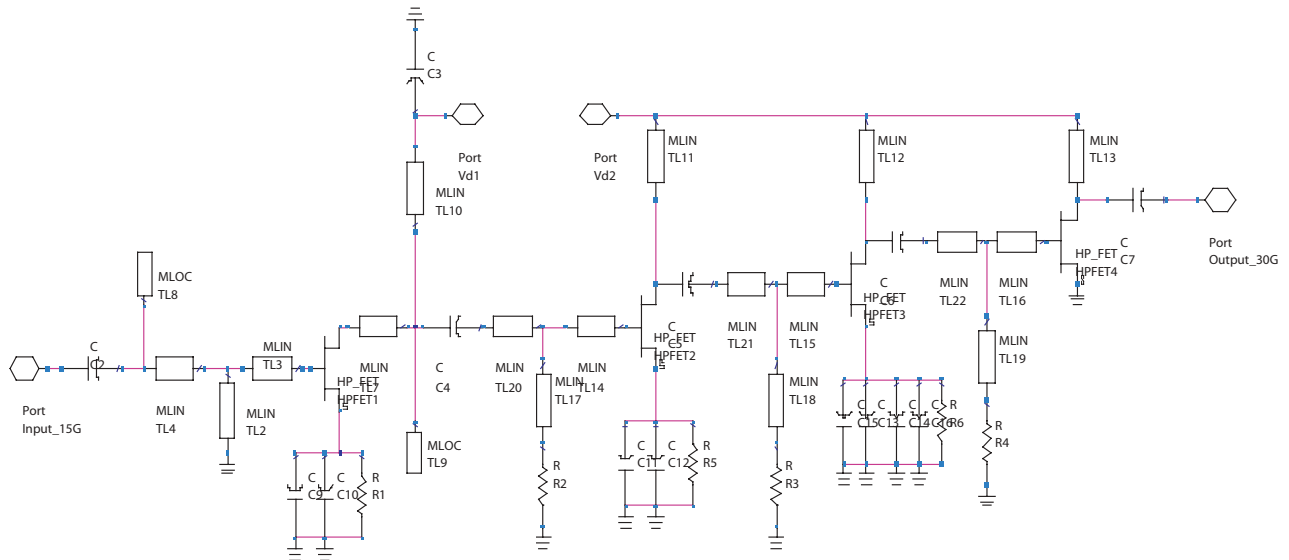 C
C3
Port
Vd1
MLIN
TL10
Port
Vd2
MLIN
TL11
MLIN
TL12
MLIN
TL13
MLOC
TL8
C
C2
Port
Input_15G
MLIN
TL4
MLIN
TL3
MLIN
TL2
HP_FET
HPFET1
MLIN
TL7
C
C4
MLOC
TL9
C
C9
C
C10
R
R1
MLIN
TL20
MLIN
TL14
MLIN
TL17
R
R2
HP_FET
HPFET2
C
C5
C
C11
C
C12
R
R5
MLIN
TL21
MLIN
TL15
MLIN
TL18
R
R3
HP_FET
HPFET3
C
C6
C
C15
C
C13
C
C14
C
C16
R
R6
MLIN
TL22
MLIN
TL16
MLIN
TL19
R
R4
HP_FET
HPFET4
C
C7
Port
Output_30G